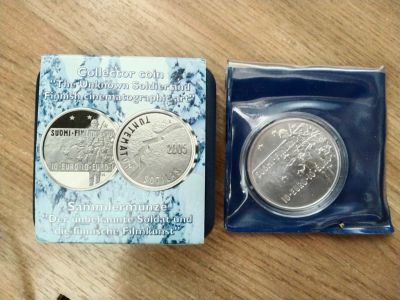 Collector coin
"The Unknown Soldier and
Finnish cinematographic art"
SUOMI-FINLAND
10·EURO·10·EURO
TUNTEMATON
2005
SOTILAS
Sammlermünze
"Der unbekannte Soldat und
die finnische Filmkunst"